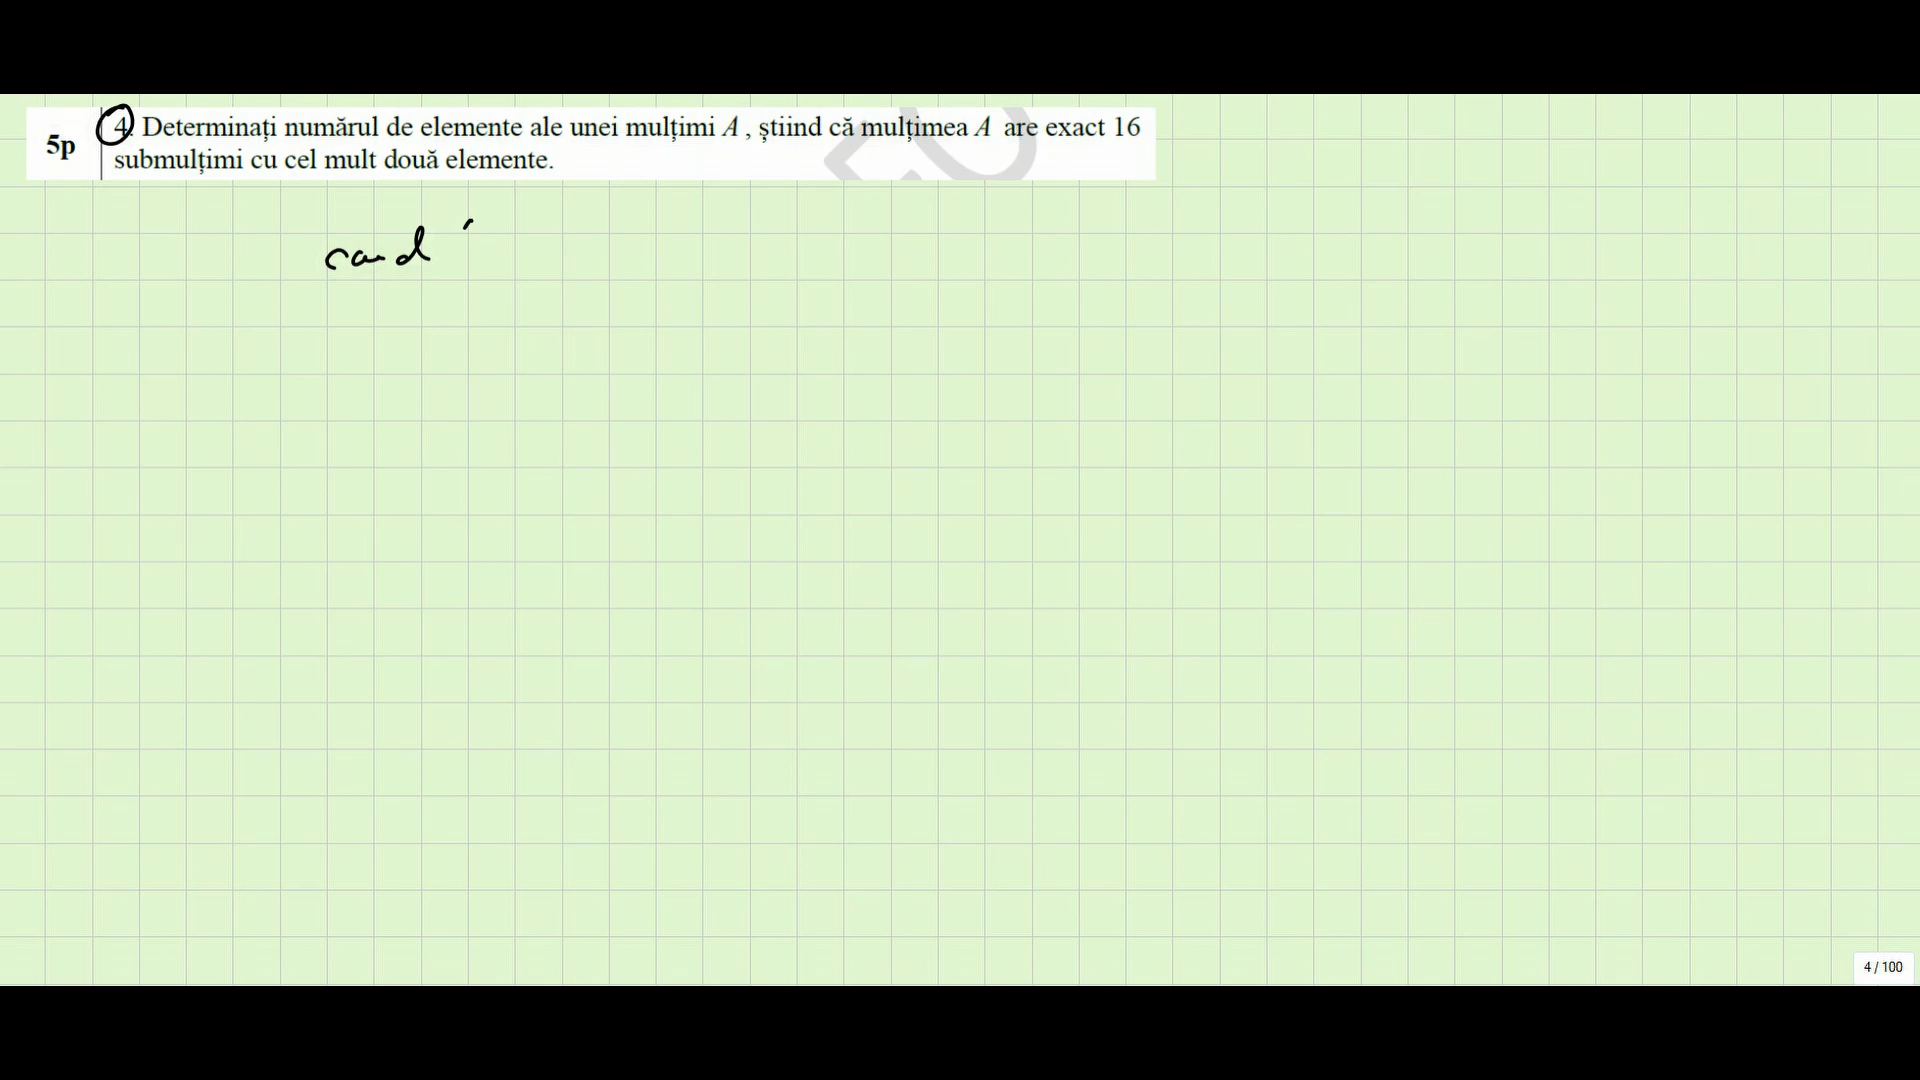 5p
4. Determinați numărul de elemente ale unei mulțimi A , știind că mulțimea A are exact 16
submulțimi cu cel mult două elemente.
card
4 / 100